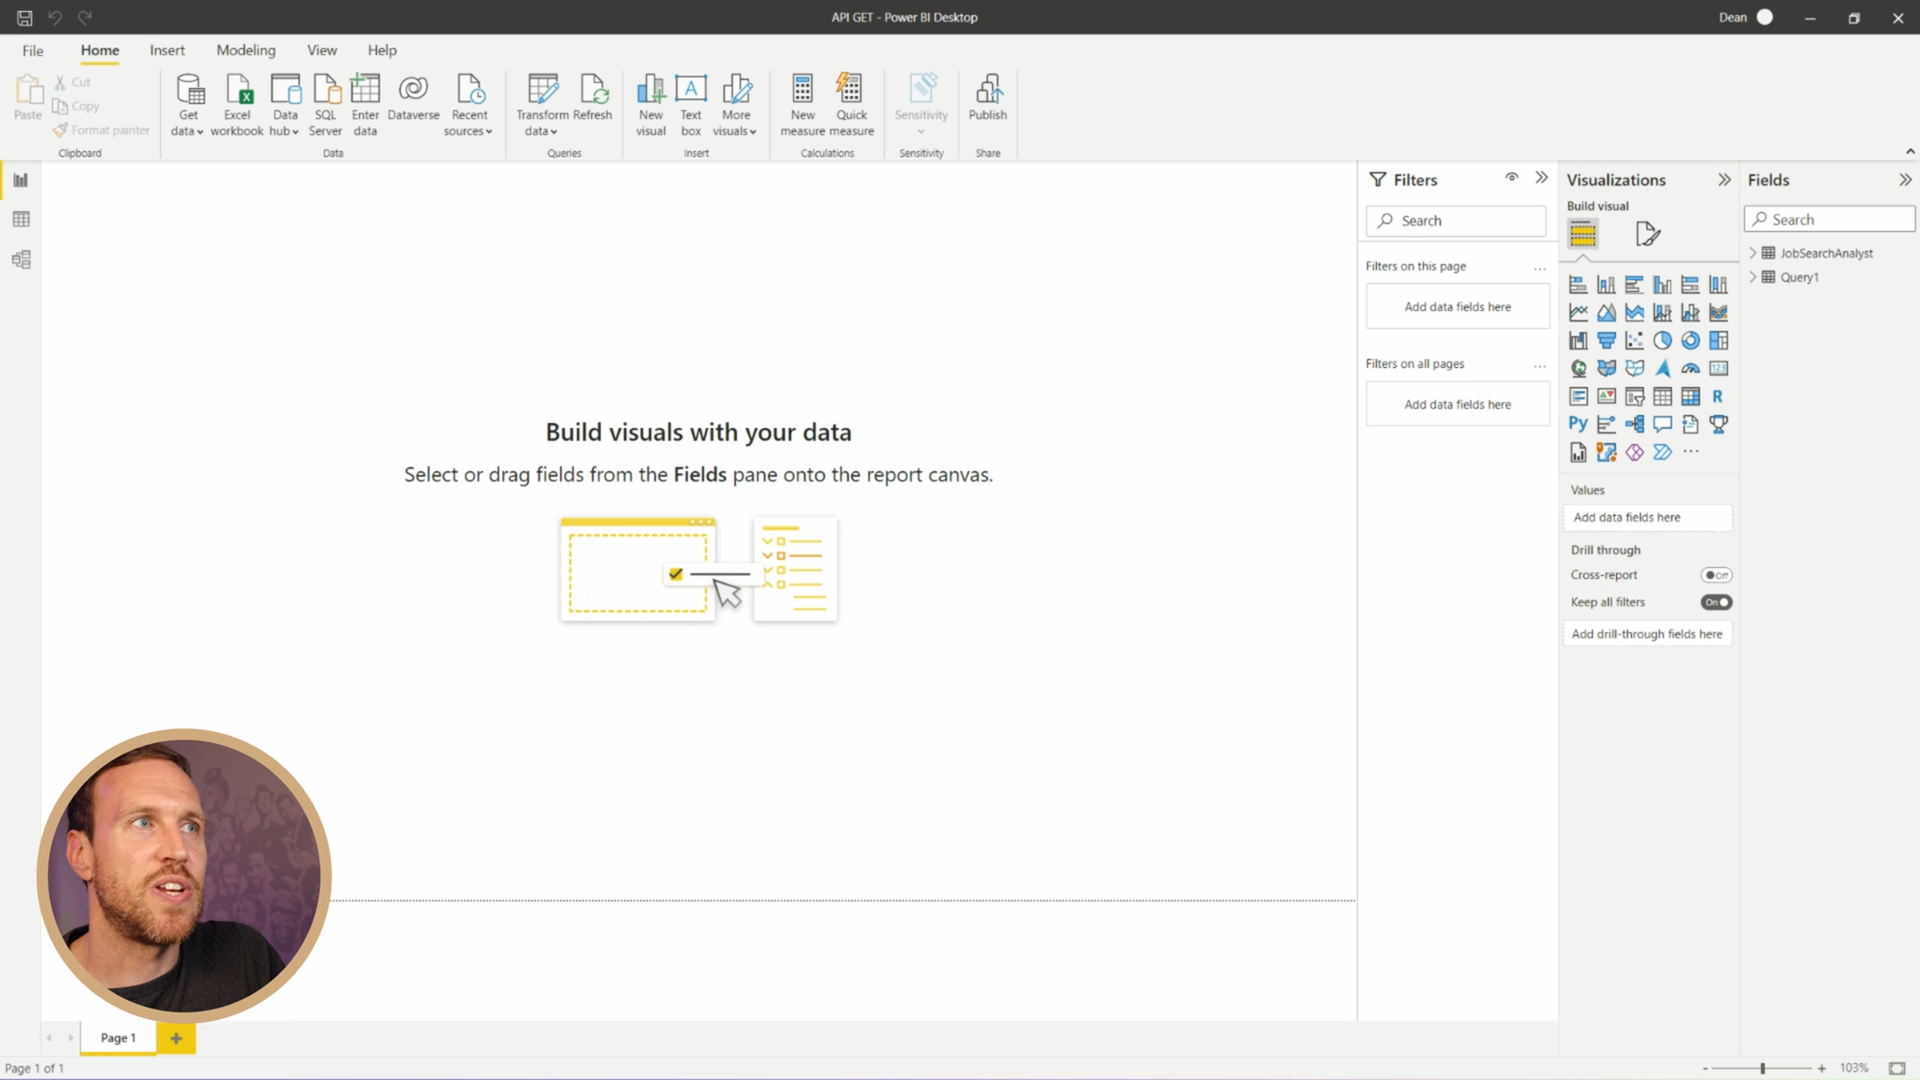 API GET - Power BI Desktop
Dean
File
Home
Insert
Modeling
View
Help
Paste
Cut
Copy
Format painter
Clipboard
Get data
Excel workbook
Data hub
SQL Server
Enter data
Dataverse
Recent sources
Data
Transform data
Refresh
Queries
New visual
Text box
More visuals
Insert
New measure
Quick measure
Calculations
Sensitivity
Sensitivity
Publish
Share
Filters
Search
Filters on this page
...
Add data fields here
Filters on all pages
...
Add data fields here
Visualizations
Build visual
123
R
Py
...
Values
Add data fields here
Drill through
Cross-report
Off
Keep all filters
On
Add drill-through fields here
Fields
Search
JobSearchAnalyst
Query1
Build visuals with your data
Select or drag fields from the Fields pane onto the report canvas.
Page 1
+
Page 1 of 1
-
+
103%